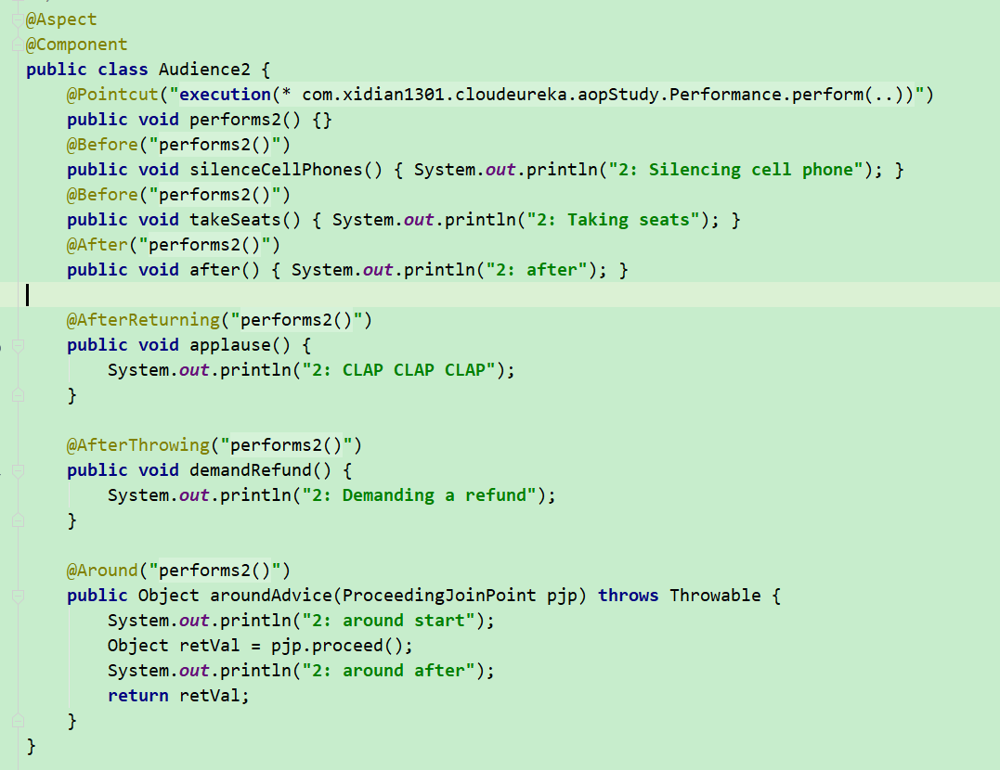 @Aspect
@Component
public class Audience2 {
@Pointcut("execution(* com.xidian1301.cloudeureka.aopStudy.Performance.perform(..))")
public void performs2() {}
@Before("performs2()")
public void silenceCellPhones() { System.out.println("2: Silencing cell phone"); }
@Before("performs2()")
public void takeSeats() { System.out.println("2: Taking seats"); }
@After("performs2()")
public void after() { System.out.println("2: after"); }
@AfterReturning("performs2()")
public void applause() {
System.out.println("2: CLAP CLAP CLAP");
}
@AfterThrowing("performs2()")
public void demandRefund() {
System.out.println("2: Demanding a refund");
}
@Around("performs2()")
public Object aroundAdvice(ProceedingJoinPoint pjp) throws Throwable {
System.out.println("2: around start");
Object retVal = pjp.proceed();
System.out.println("2: around after");
return retVal;
}
}